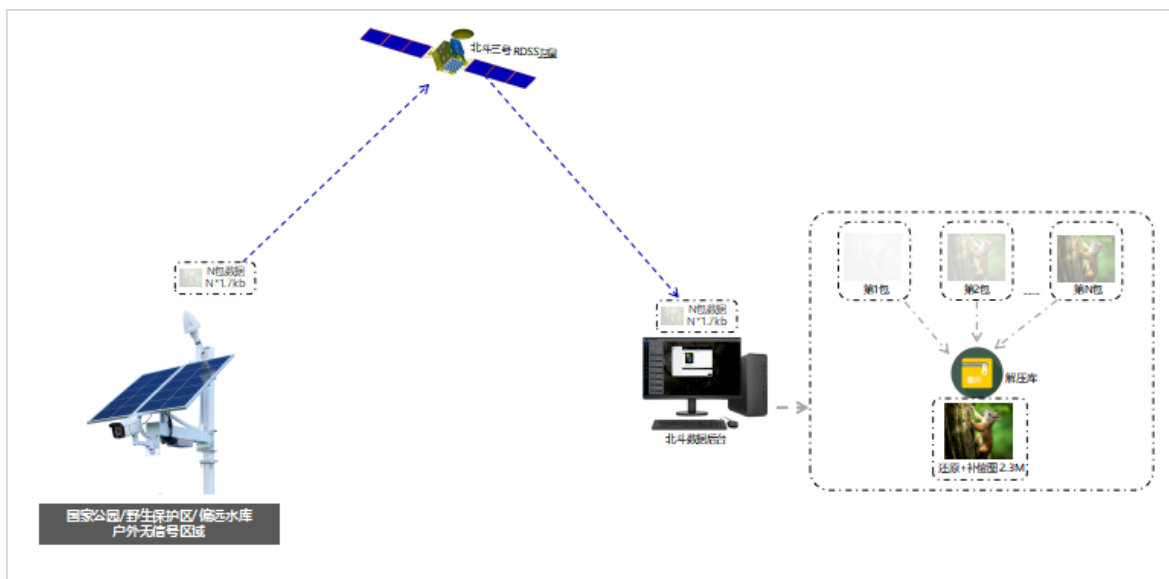 北斗三号RDSS卫星
N包数据
N*1.7kb
N包数据
N*1.7kb
第1包
第2包
......
第N包
解压库
图片
还原+补偿图 2.3M
北斗数据后台
国家公园/野生保护区/偏远水库
户外无信号区域